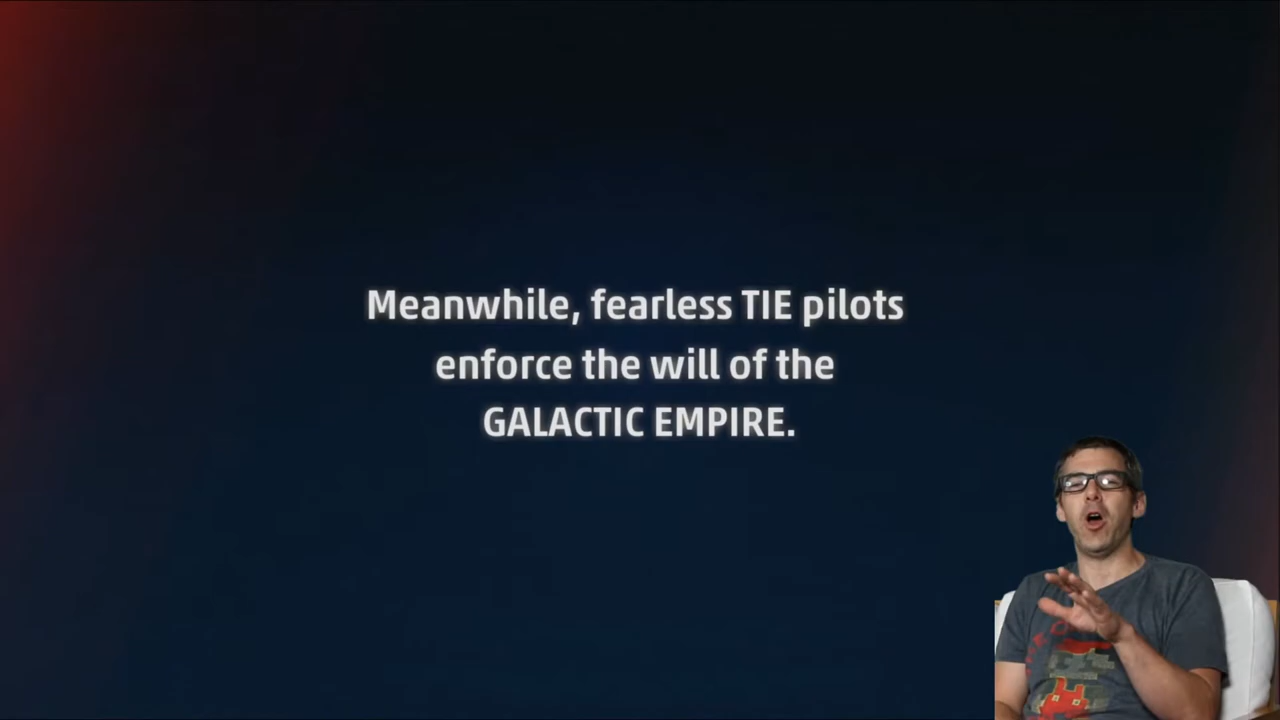 Meanwhile, fearless TIE pilots
enforce the will of the
GALACTIC EMPIRE.